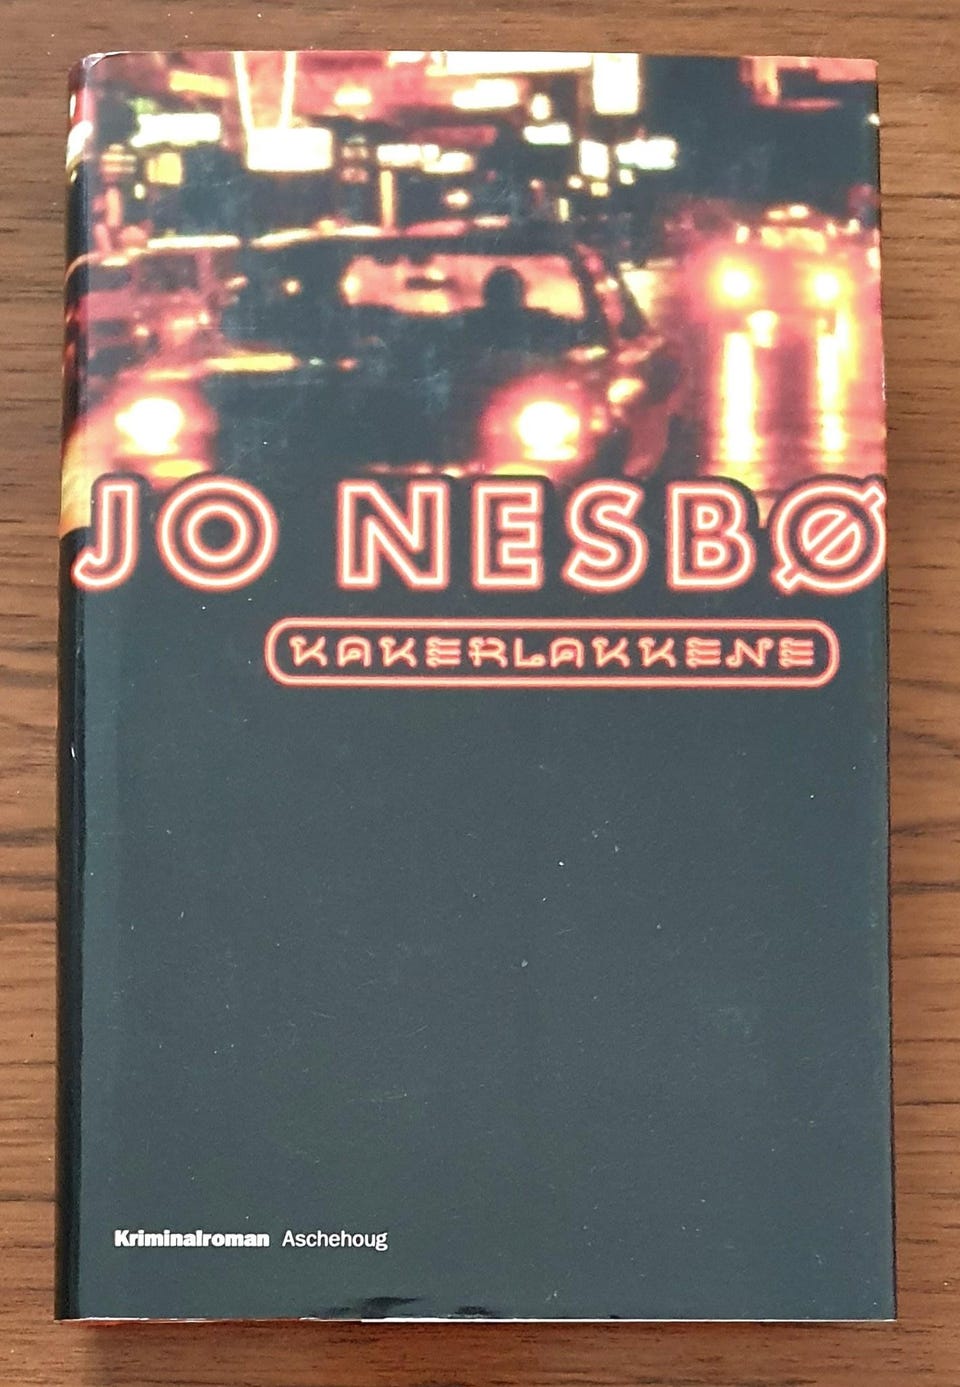 JO NESBØ
KAKERLAKKENE
Kriminalroman Aschehoug